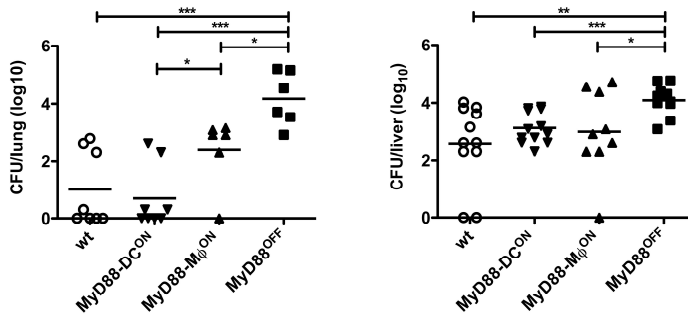 ***
***
*
*
CFU/lung (log10)
6
4
2
0
wt
MyD88-DC^ON
MyD88-Mϕ^ON
MyD88^OFF
**
***
*
CFU/liver (log₁₀)
6
4
2
0
wt
MyD88-DC^ON
MyD88-Mϕ^ON
MyD88^OFF